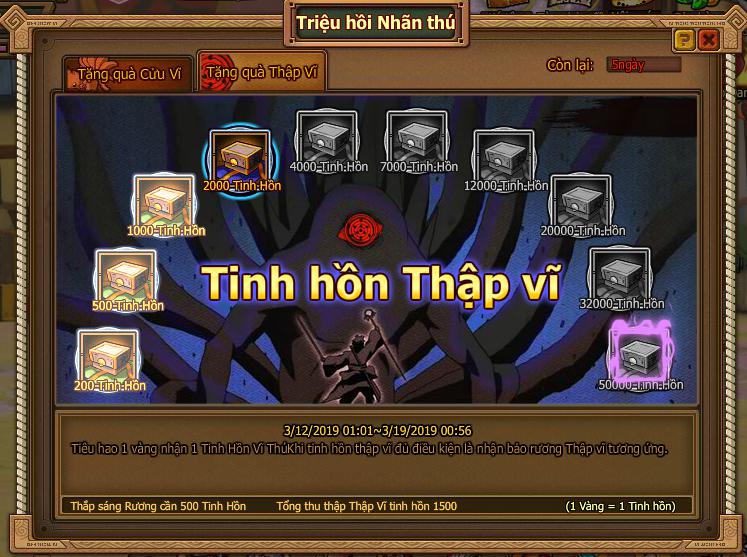 Triệu hồi Nhãn thú
Tặng quà Cửu Vĩ
Tặng quà Thập Vĩ
Còn lại:
5ngày
200 Tinh Hồn
500 Tinh Hồn
1000 Tinh Hồn
2000 Tinh Hồn
4000 Tinh Hồn
7000 Tinh Hồn
12000 Tinh Hồn
20000 Tinh Hồn
32000 Tinh Hồn
50000 Tinh Hồn
Tinh hồn Thập vĩ
3/12/2019 01:01~3/19/2019 00:56
Tiêu hao 1 vàng nhận 1 Tinh Hồn Vĩ ThúKhi tinh hồn thập vĩ đủ điều kiện là nhận bảo rương Thập vĩ tương ứng.
Thắp sáng Rương cần 500 Tinh Hồn
Tổng thu thập Thập Vĩ tinh hồn 1500
(1 Vàng = 1 Tinh hồn)